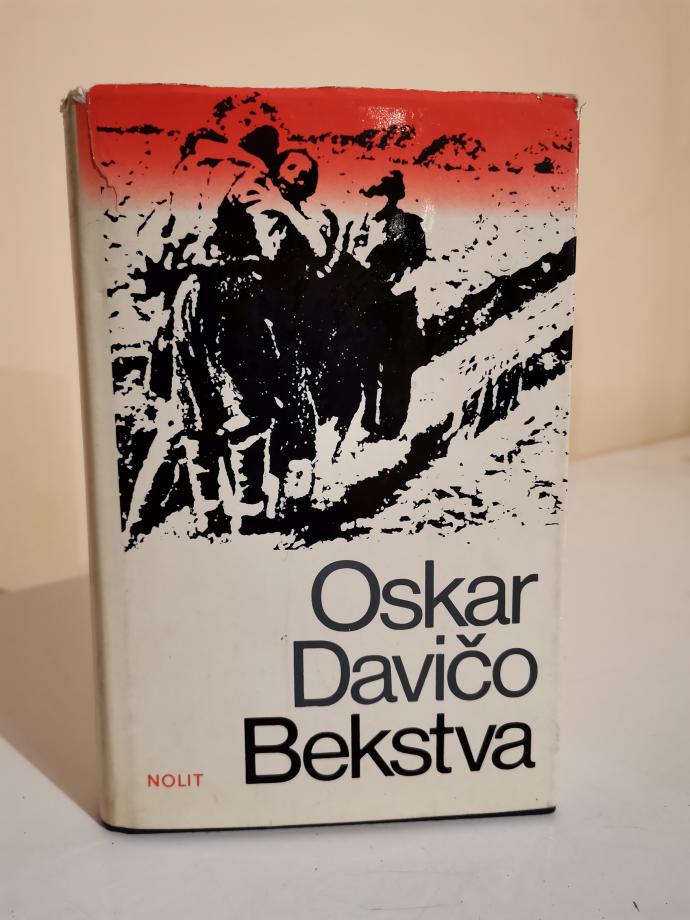 Oskar
Davičo
Bekstva
NOLIT